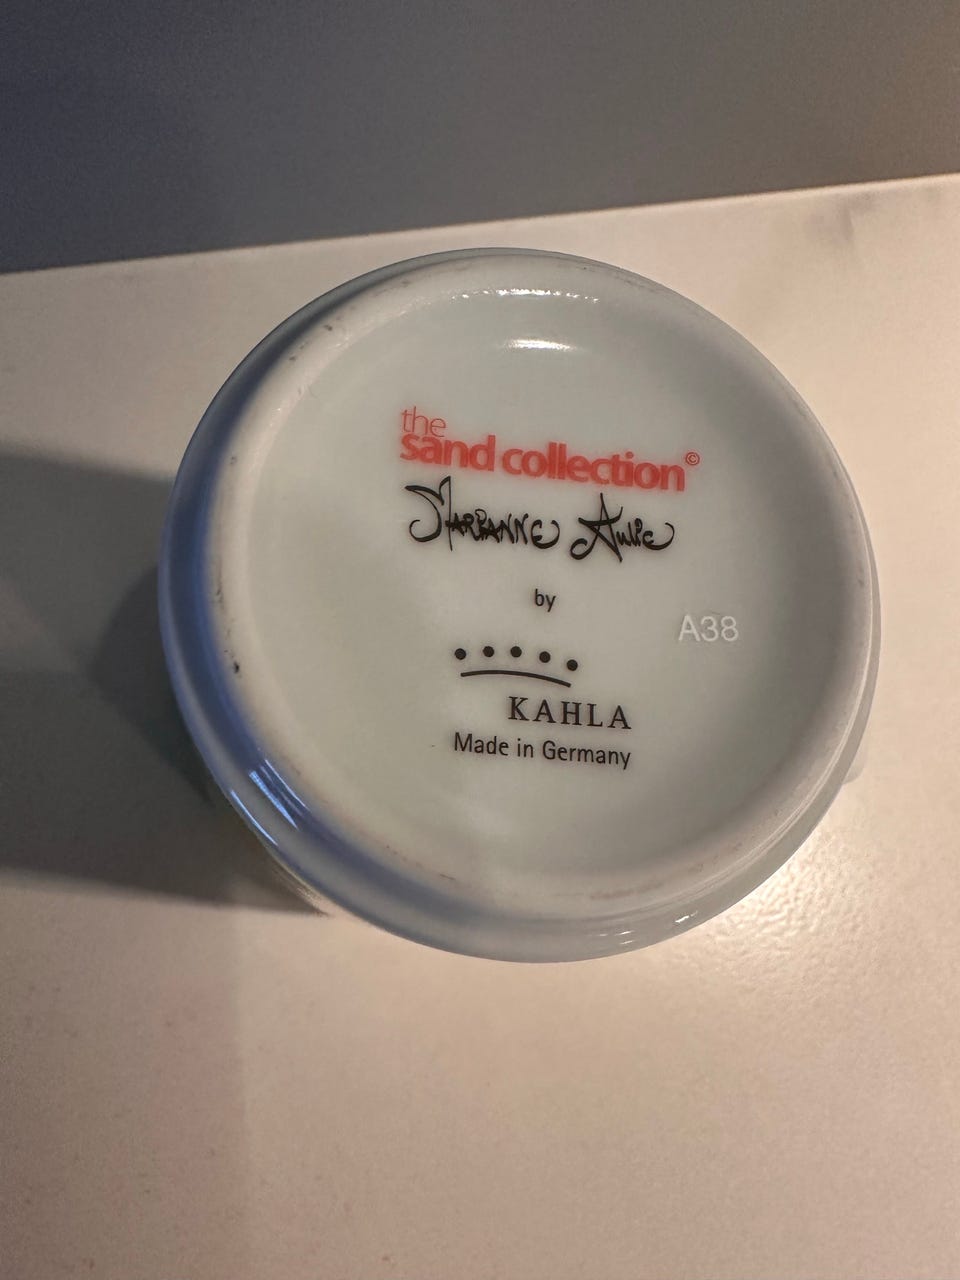 the
sand collection©
Marianne Aulie
by
KAHLA
Made in Germany
A38